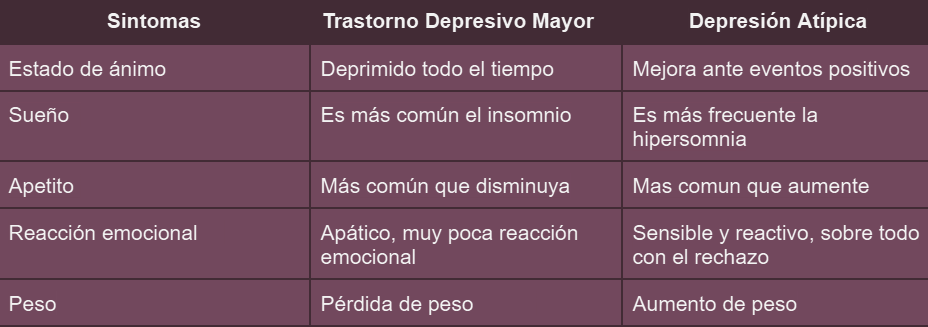 Sintomas Trastorno Depresivo Mayor Depresión Atípica
Estado de ánimo Deprimido todo el tiempo Mejora ante eventos positivos
Sueño Es más común el insomnio Es más frecuente la
hipersomnia
Apetito Más común que disminuya Mas comun que aumente
Reacción emocional Apático, muy poca reacción Sensible y reactivo, sobre todo
emocional con el rechazo
Peso Pérdida de peso Aumento de peso